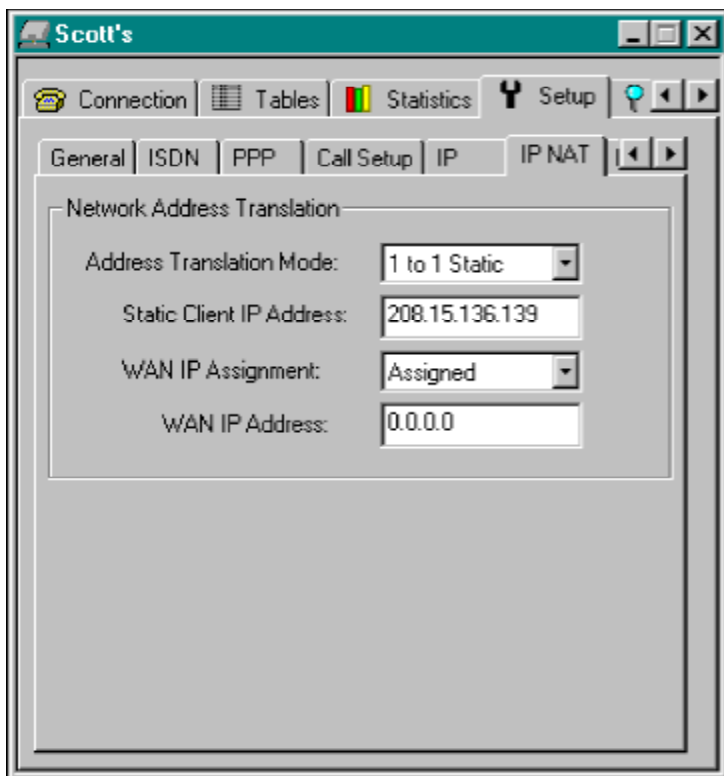 Scott's
Connection Tables Statistics Setup
General ISDN PPP Call Setup IP IP NAT
Network Address Translation
Address Translation Mode: 1 to 1 Static
Static Client IP Address: 208.15.136.139
WAN IP Assignment: Assigned
WAN IP Address: 0.0.0.0